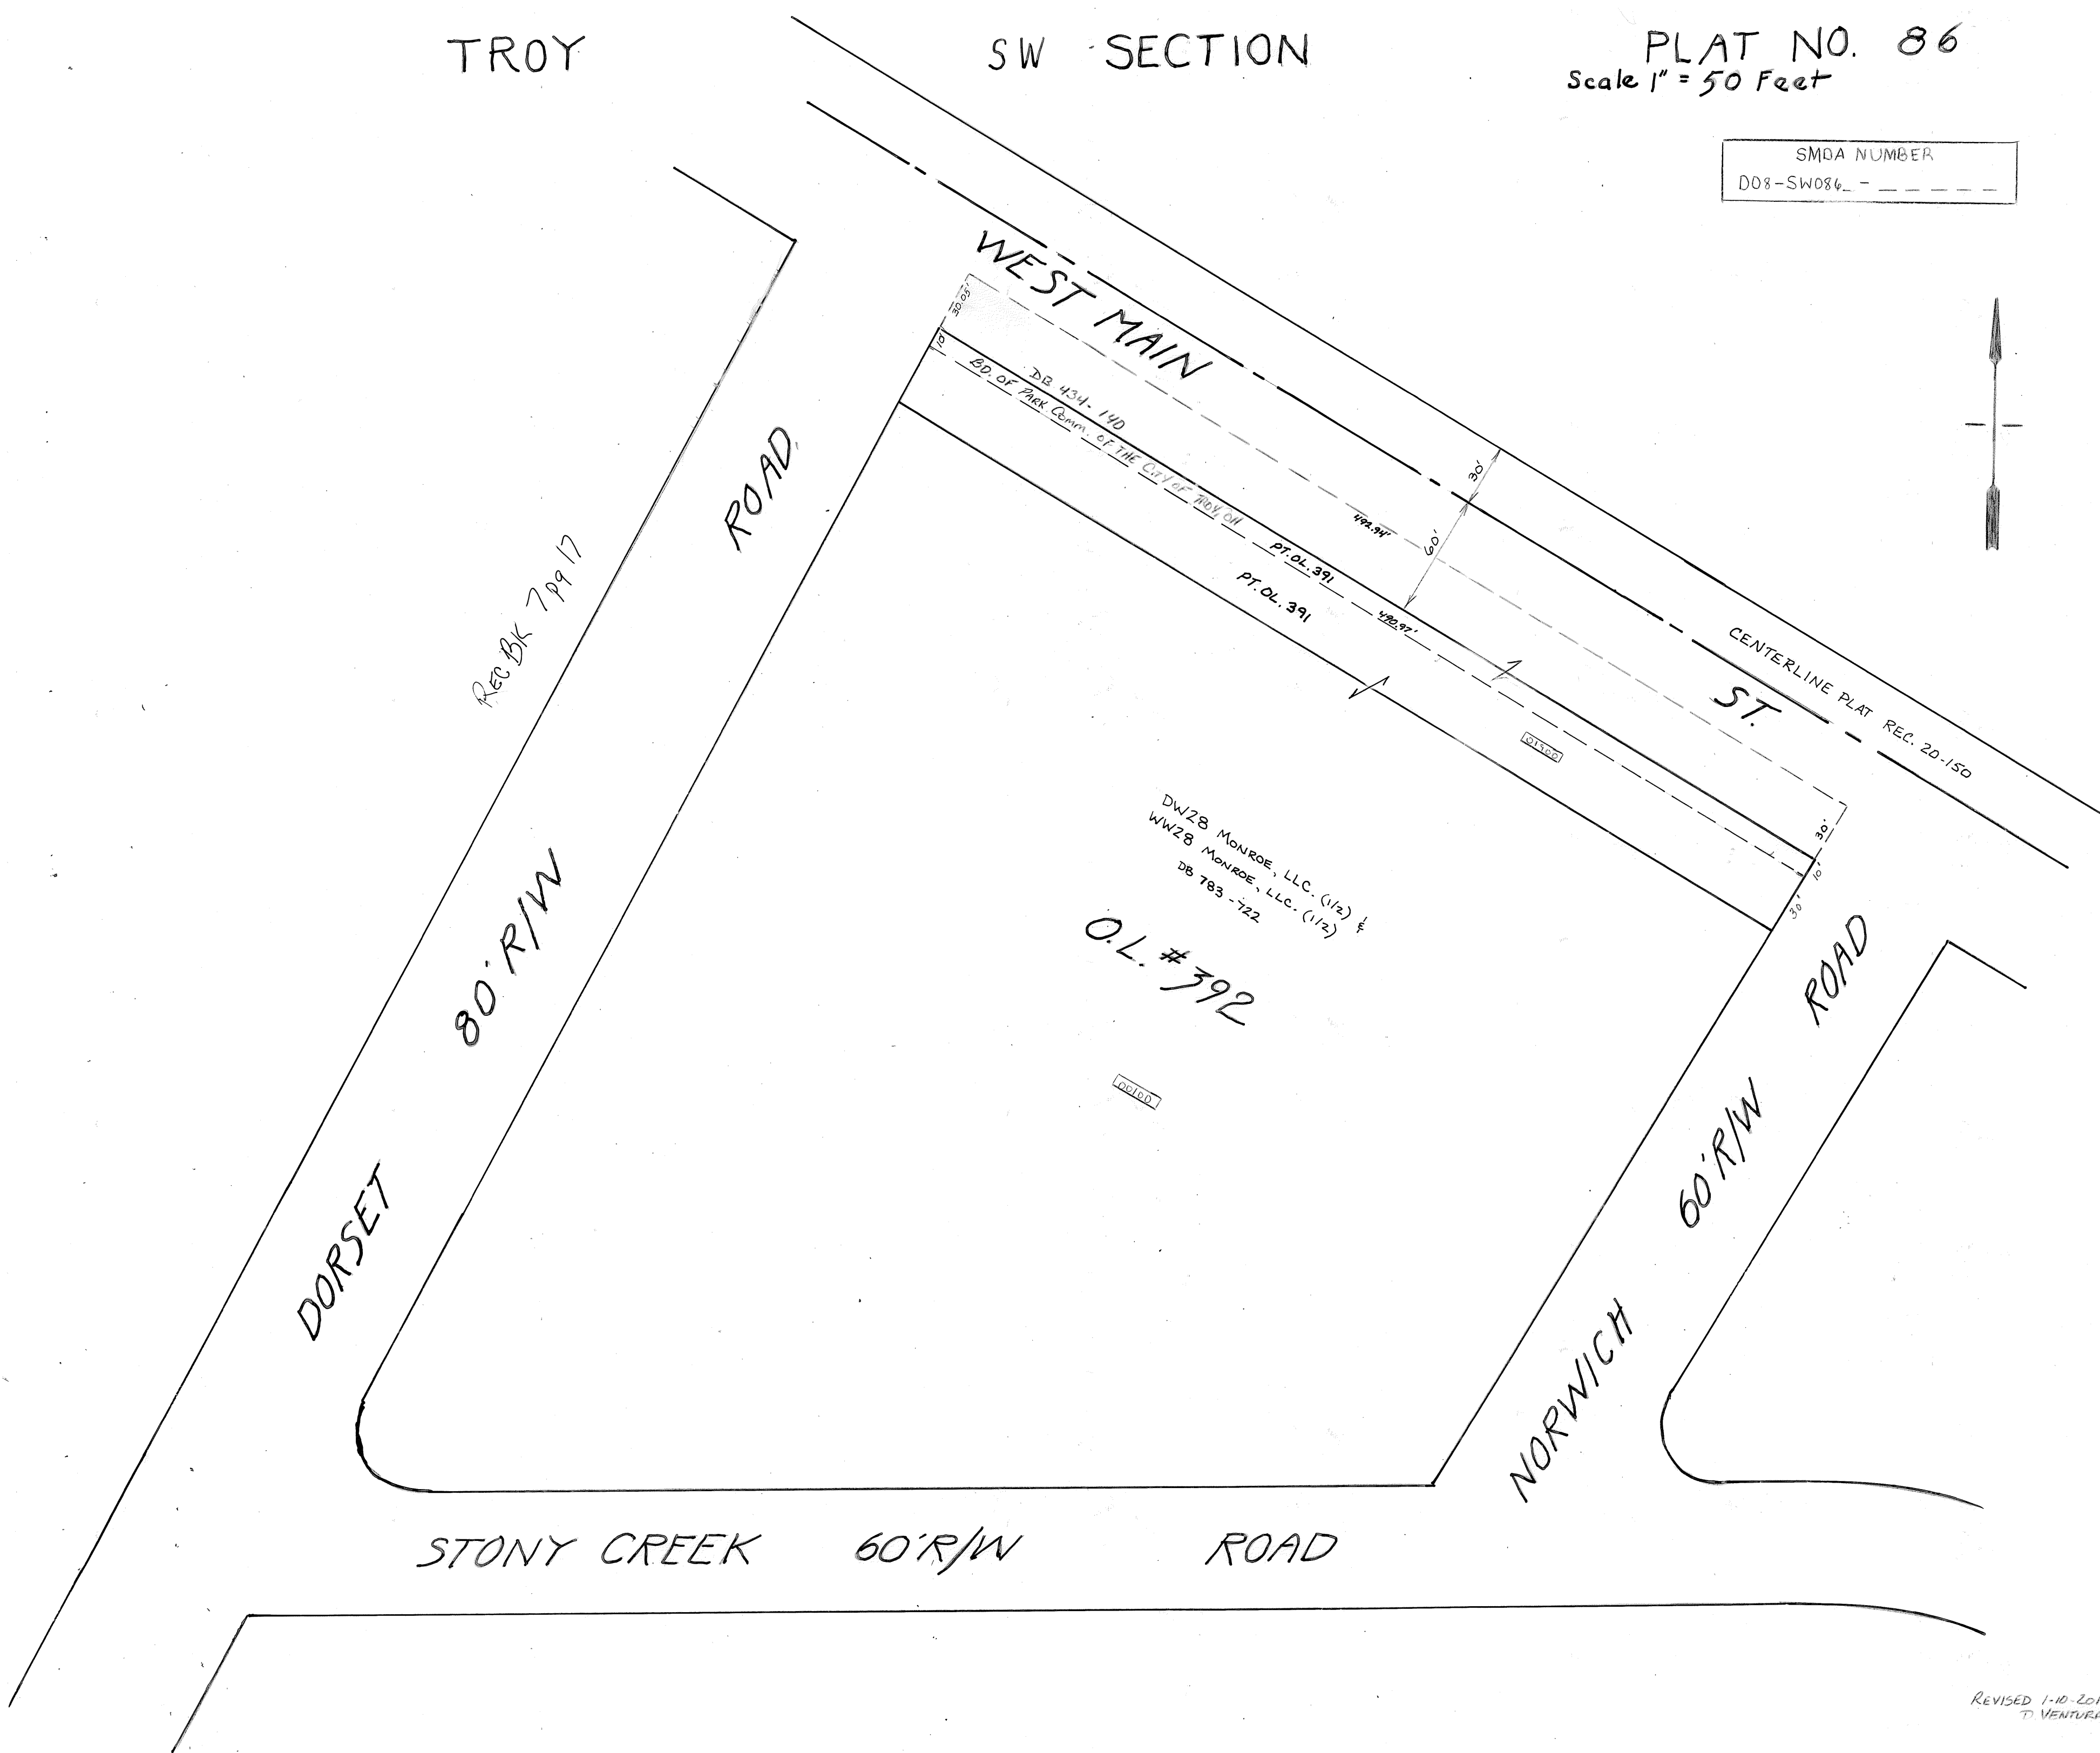 TROY
SW SECTION
PLAT NO. 86
Scale 1" = 50 Feet
SMDA NUMBER
D08-SW086_-_ _ _ _ _
WEST MAIN
ST.
30.05'
10'
DB 434-140
BD. OF PARK COMM. OF THE CITY OF TROY, OH
492.94'
30'
60'
PT. OL. 391
490.97'
PT. OL. 391
CENTERLINE PLAT REC. 20-150
30'
10'
30'
ROAD
80' R/W
DORSET
REC BK 7 pg 17
DW28 MONROE, LLC. (1/2) &
WW28 MONROE, LLC. (1/2)
DB 783-722
O.L. #392
00100
ROAD
60' R/W
NORWICH
STONY CREEK 60' R/W ROAD
REVISED 1-10-20
D. VENTURA